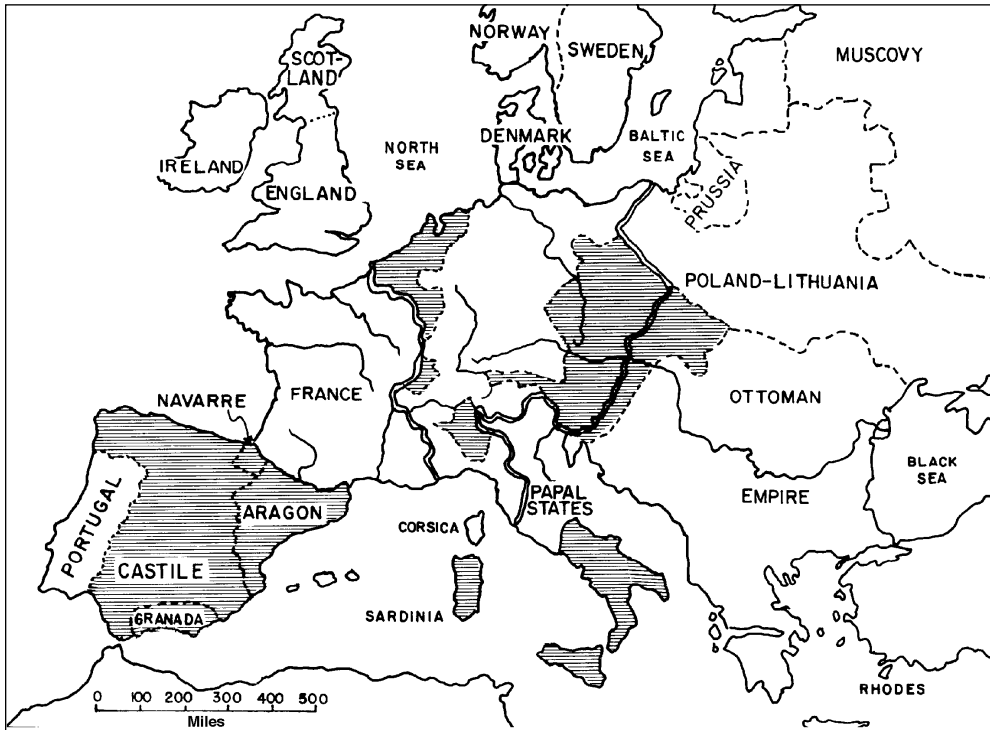 NORWAY
SWEDEN
MUSCOVY
SCOT-
LAND
DENMARK
BALTIC
SEA
NORTH
SEA
IRELAND
ENGLAND
PRUSSIA
POLAND-LITHUANIA
FRANCE
NAVARRE
OTTOMAN
BLACK
SEA
EMPIRE
PAPAL
STATES
PORTUGAL
ARAGON
CORSICA
CASTILE
SARDINIA
GRANADA
RHODES
0 100 200 300 400 500
Miles